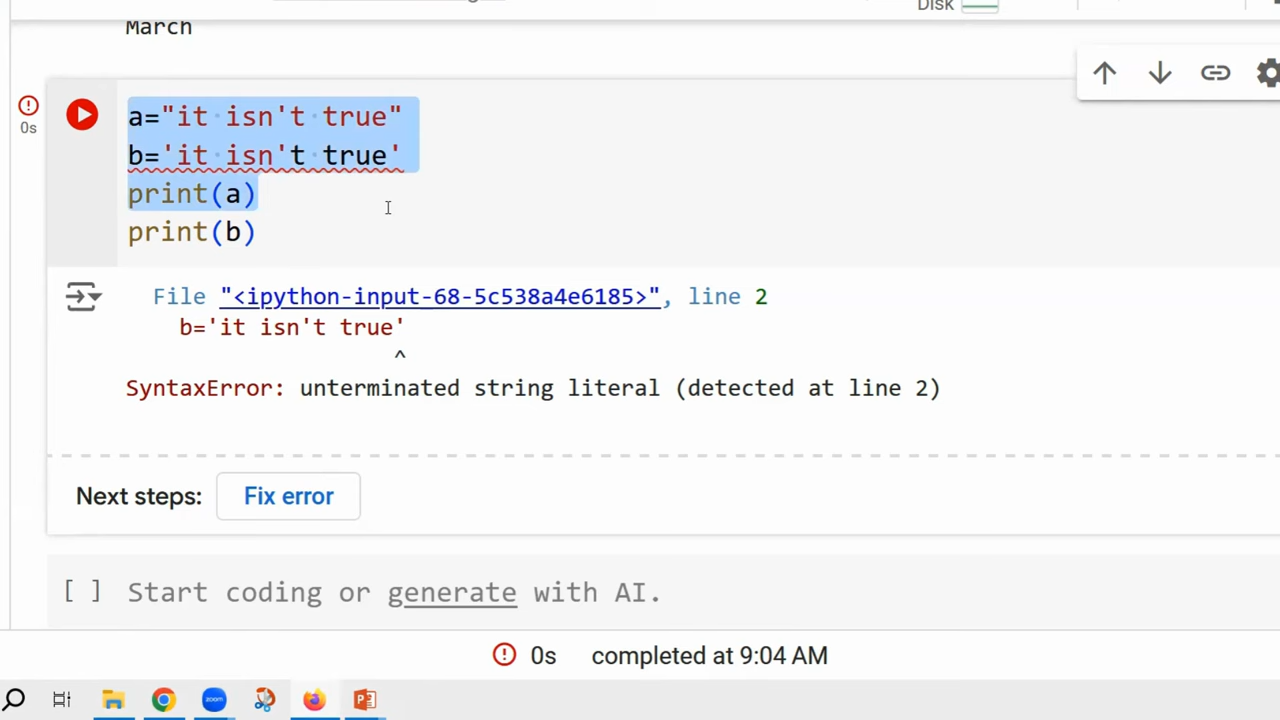 Disk
March
0s
a="it isn't true"
b='it isn't true'
print(a)
print(b)
File "<ipython-input-68-5c538a4e6185>", line 2
b='it isn't true'
^
SyntaxError: unterminated string literal (detected at line 2)
Next steps: Fix error
[ ] Start coding or generate with AI.
0s completed at 9:04 AM
zoom